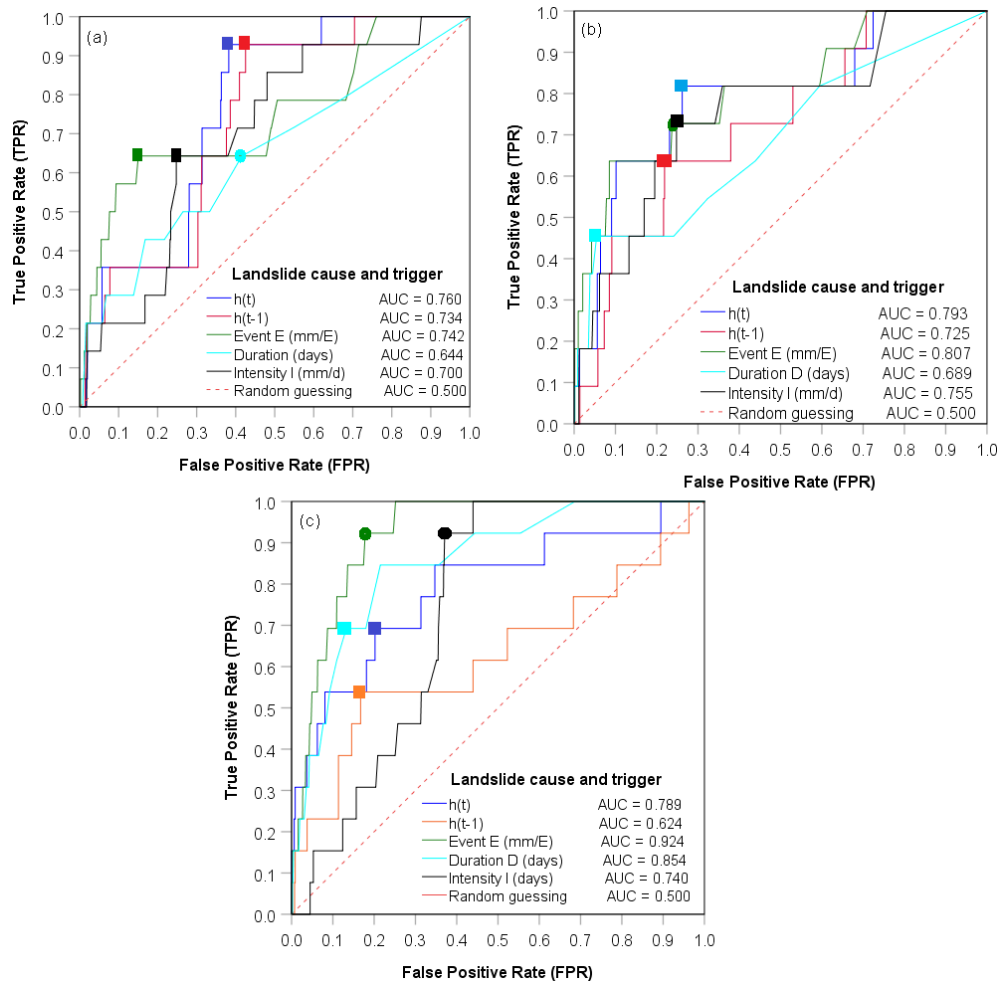 (a)
1.0
0.9
0.8
0.7
0.6
0.5
0.4
0.3
0.2
0.1
0.0
True Positive Rate (TPR)
Landslide cause and trigger
h(t) AUC = 0.760
h(t-1) AUC = 0.734
Event E (mm/E) AUC = 0.742
Duration (days) AUC = 0.644
Intensity I (mm/d) AUC = 0.700
Random guessing AUC = 0.500
0.0 0.1 0.2 0.3 0.4 0.5 0.6 0.7 0.8 0.9 1.0
False Positive Rate (FPR)
(b)
1.0
0.9
0.8
0.7
0.6
0.5
0.4
0.3
0.2
0.1
0.0
True Positive Rate (TPR)
Landslide cause and trigger
h(t) AUC = 0.793
h(t-1) AUC = 0.725
Event E (mm/E) AUC = 0.807
Duration D (days) AUC = 0.689
Intensity I (mm/d) AUC = 0.755
Random guessing AUC = 0.500
0.0 0.1 0.2 0.3 0.4 0.5 0.6 0.7 0.8 0.9 1.0
False Positive Rate (FPR)
(c)
1.0
0.9
0.8
0.7
0.6
0.5
0.4
0.3
0.2
0.1
0.0
True Positive Rate (TPR)
Landslide cause and trigger
h(t) AUC = 0.789
h(t-1) AUC = 0.624
Event E (mm/E) AUC = 0.924
Duration D (days) AUC = 0.854
Intensity I (days) AUC = 0.740
Random guessing AUC = 0.500
0.0 0.1 0.2 0.3 0.4 0.5 0.6 0.7 0.8 0.9 1.0
False Positive Rate (FPR)